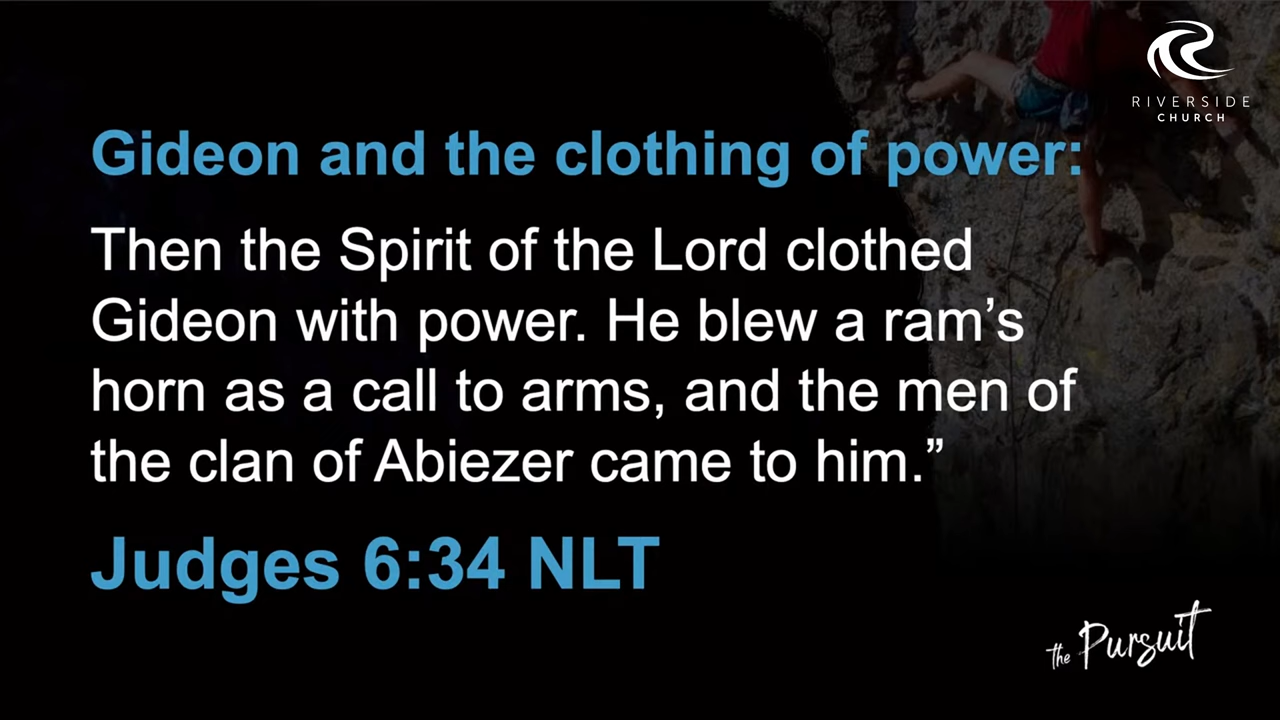 RIVERSIDE
CHURCH
Gideon and the clothing of power:
Then the Spirit of the Lord clothed
Gideon with power. He blew a ram’s
horn as a call to arms, and the men of
the clan of Abiezer came to him.”
Judges 6:34 NLT
the Pursuit